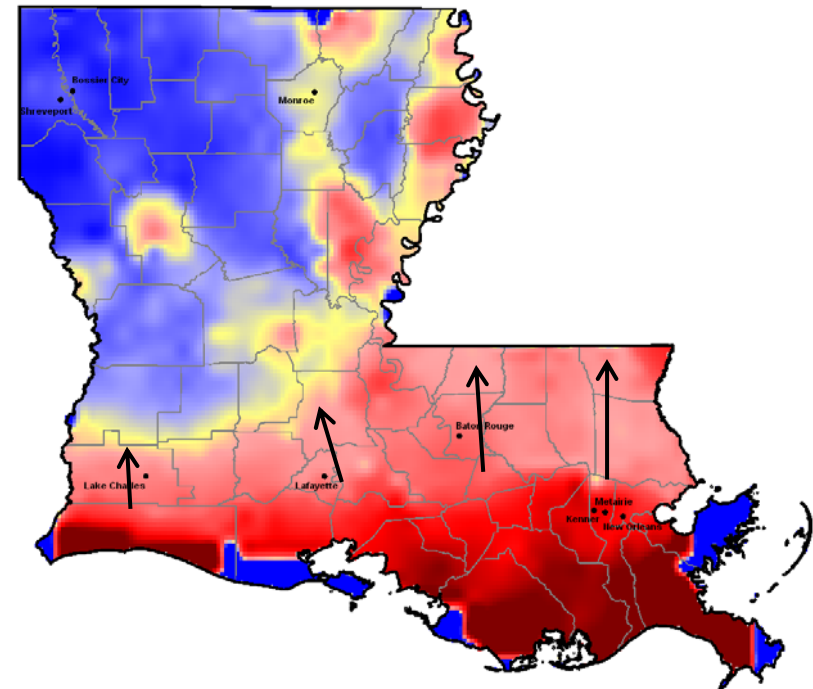 Bossier City
Shreveport
Monroe
Baton Rouge
Lake Charles
Lafayette
Metairie
Kenner
New Orleans